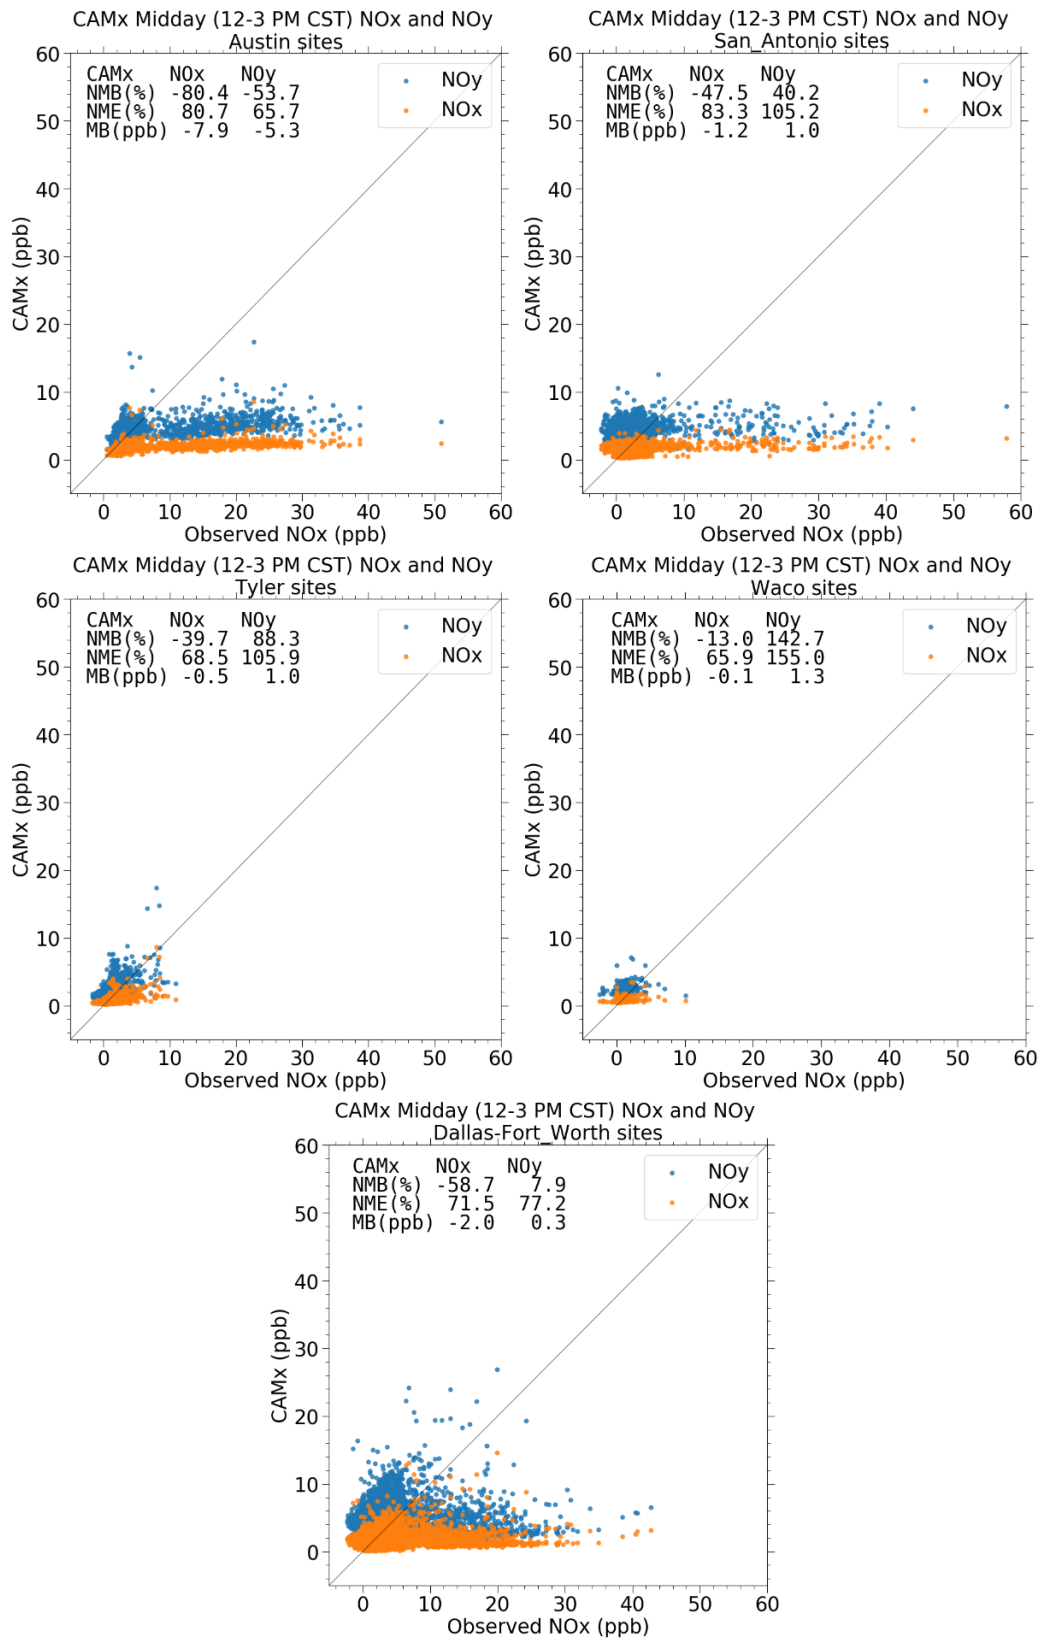 CAMx Midday (12-3 PM CST) NOx and NOy
Austin sites
CAMx NOx NOy
NMB(%) -80.4 -53.7
NME(%) 80.7 65.7
MB(ppb) -7.9 -5.3
NOy
NOx
60
50
40
30
20
10
0
CAMx (ppb)
0 10 20 30 40 50 60
Observed NOx (ppb)
CAMx Midday (12-3 PM CST) NOx and NOy
San_Antonio sites
CAMx NOx NOy
NMB(%) -47.5 40.2
NME(%) 83.3 105.2
MB(ppb) -1.2 1.0
NOy
NOx
60
50
40
30
20
10
0
CAMx (ppb)
0 10 20 30 40 50 60
Observed NOx (ppb)
CAMx Midday (12-3 PM CST) NOx and NOy
Tyler sites
CAMx NOx NOy
NMB(%) -39.7 88.3
NME(%) 68.5 105.9
MB(ppb) -0.5 1.0
NOy
NOx
60
50
40
30
20
10
0
CAMx (ppb)
0 10 20 30 40 50 60
Observed NOx (ppb)
CAMx Midday (12-3 PM CST) NOx and NOy
Waco sites
CAMx NOx NOy
NMB(%) -13.0 142.7
NME(%) 65.9 155.0
MB(ppb) -0.1 1.3
NOy
NOx
60
50
40
30
20
10
0
CAMx (ppb)
0 10 20 30 40 50 60
Observed NOx (ppb)
CAMx Midday (12-3 PM CST) NOx and NOy
Dallas-Fort_Worth sites
CAMx NOx NOy
NMB(%) -58.7 7.9
NME(%) 71.5 77.2
MB(ppb) -2.0 0.3
NOy
NOx
60
50
40
30
20
10
0
CAMx (ppb)
0 10 20 30 40 50 60
Observed NOx (ppb)